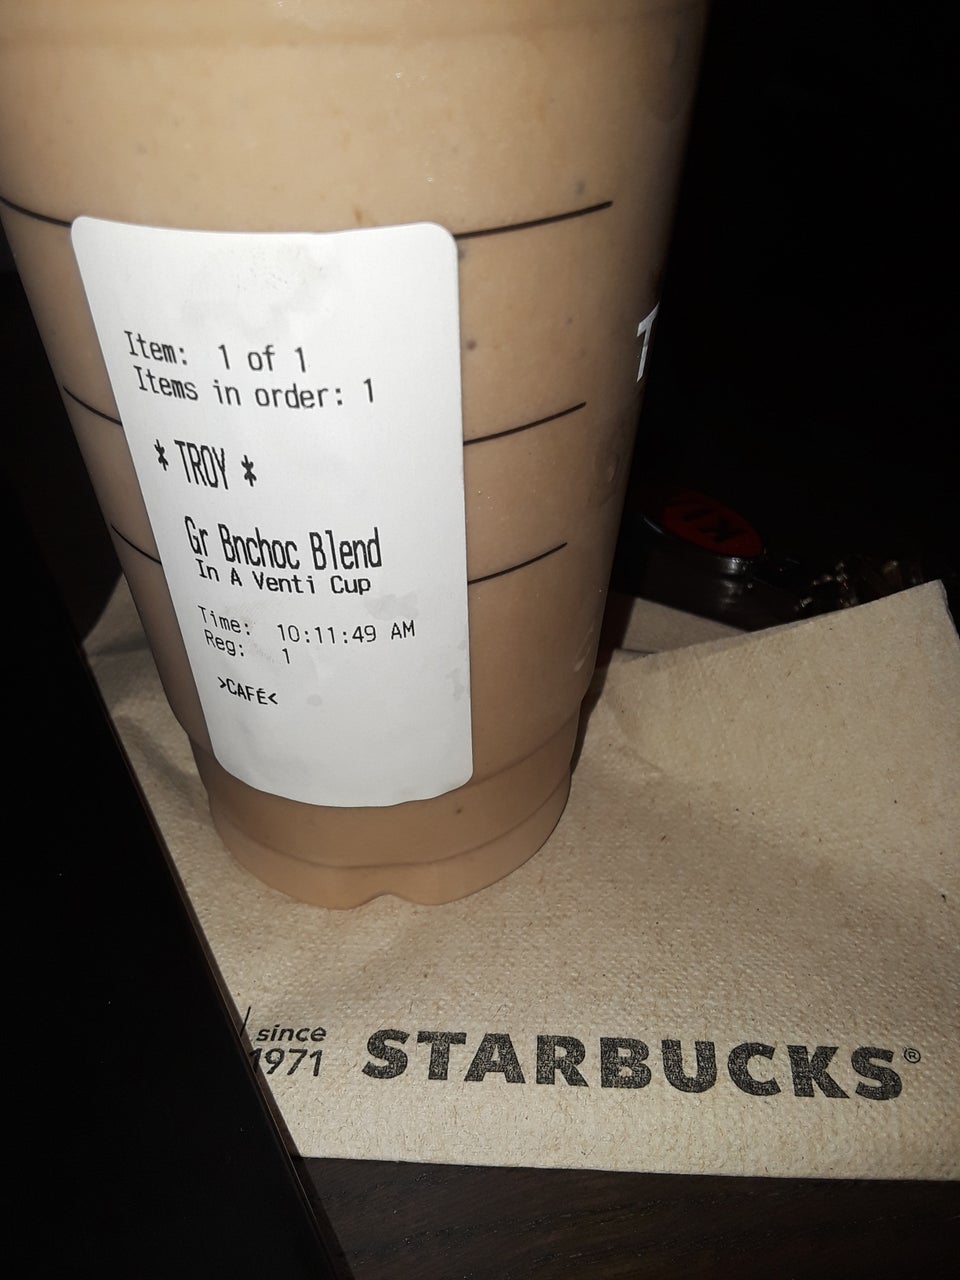 Item: 1 of 1
Items in order: 1
* TROY *
Gr Bnchoc Blend
In A Venti Cup
Time: 10:11:49 AM
Reg: 1
>CAFÉ<
T
KI
since
1971
STARBUCKS®